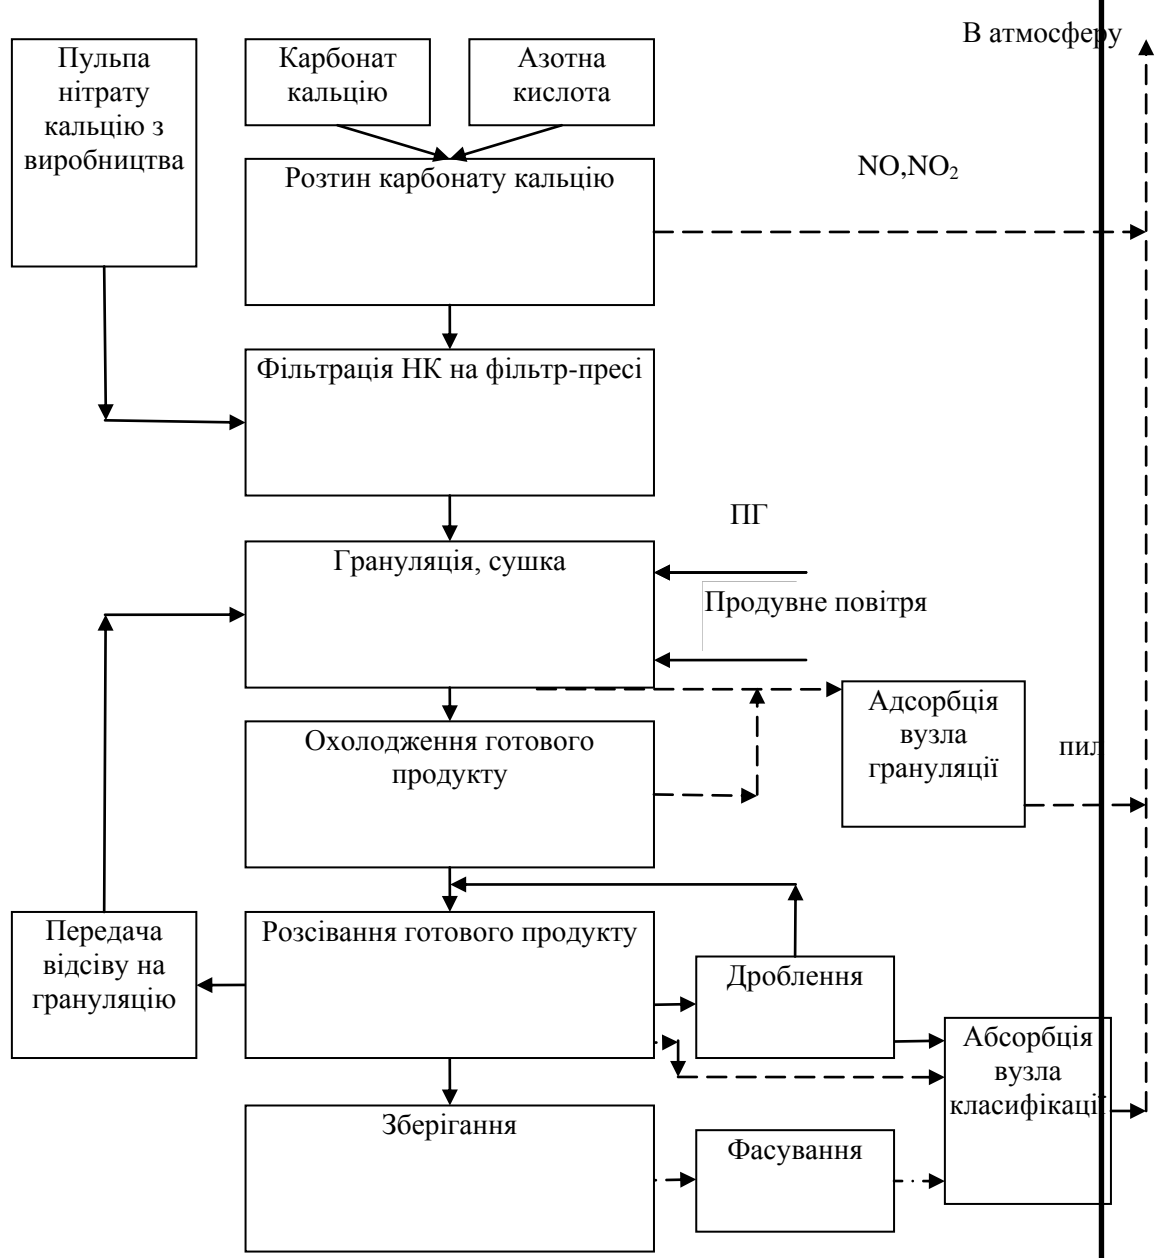 В атмосферу
Пульпа
нітрату
кальцію з
виробництва
Карбонат
кальцію
Азотна
кислота
Розтин карбонату кальцію
NO,NO₂
Фільтрація НК на фільтр-пресі
ПГ
Грануляція, сушка
Продувне повітря
Адсорбція
вузла
грануляції
пил
Охолодження готового
продукту
Передача
відсіву на
грануляцію
Розсівання готового продукту
Дроблення
Абсорбція
вузла
класифікації
Зберігання
Фасування